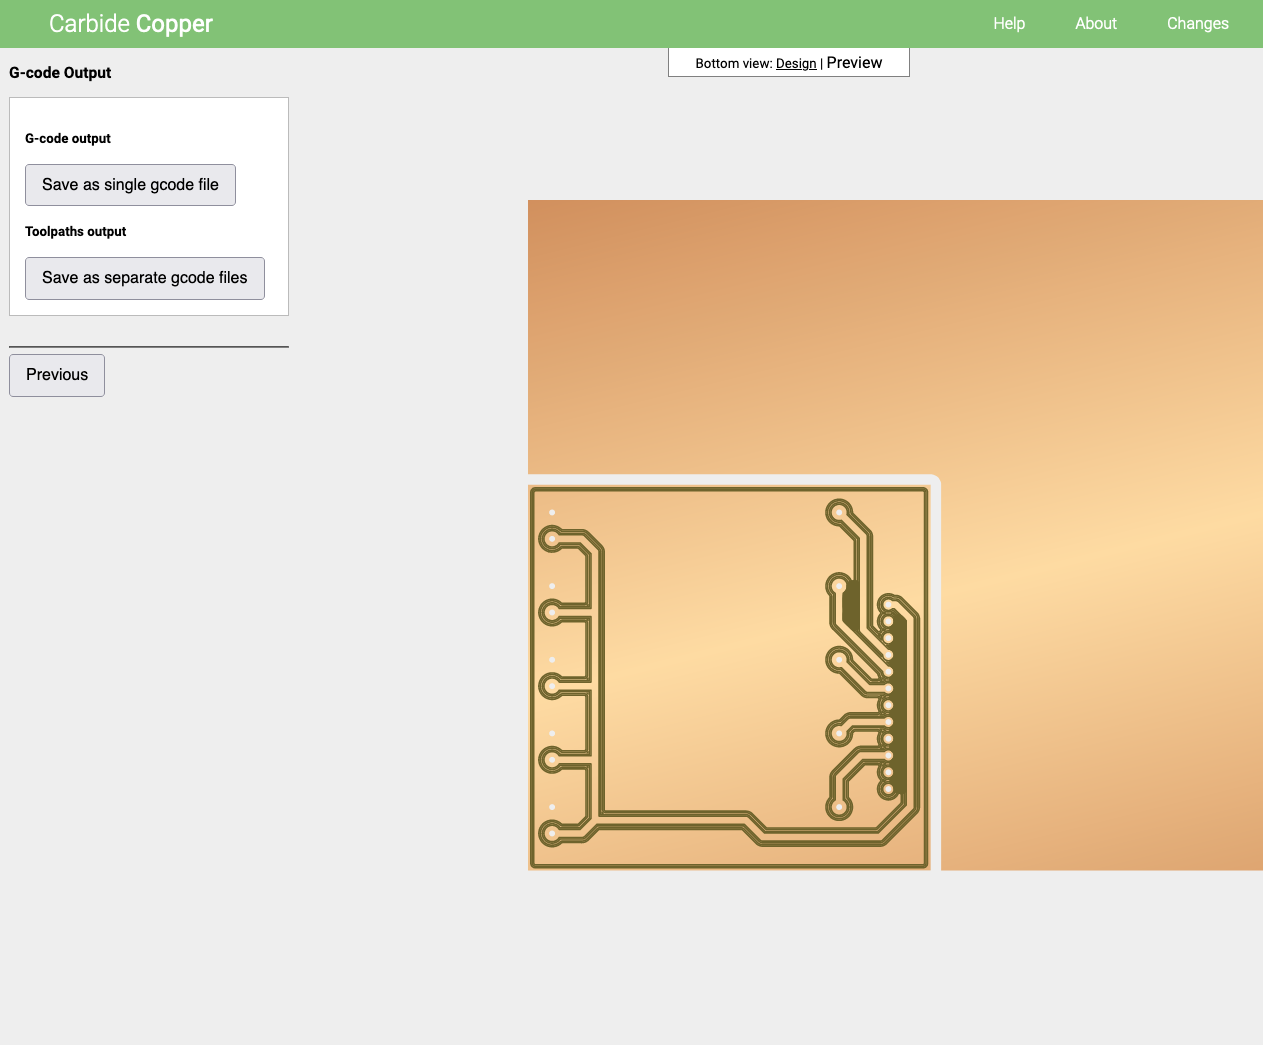 Carbide Copper
Help
About
Changes
G-code Output
Bottom view: Design | Preview
G-code output
Save as single gcode file
Toolpaths output
Save as separate gcode files
Previous